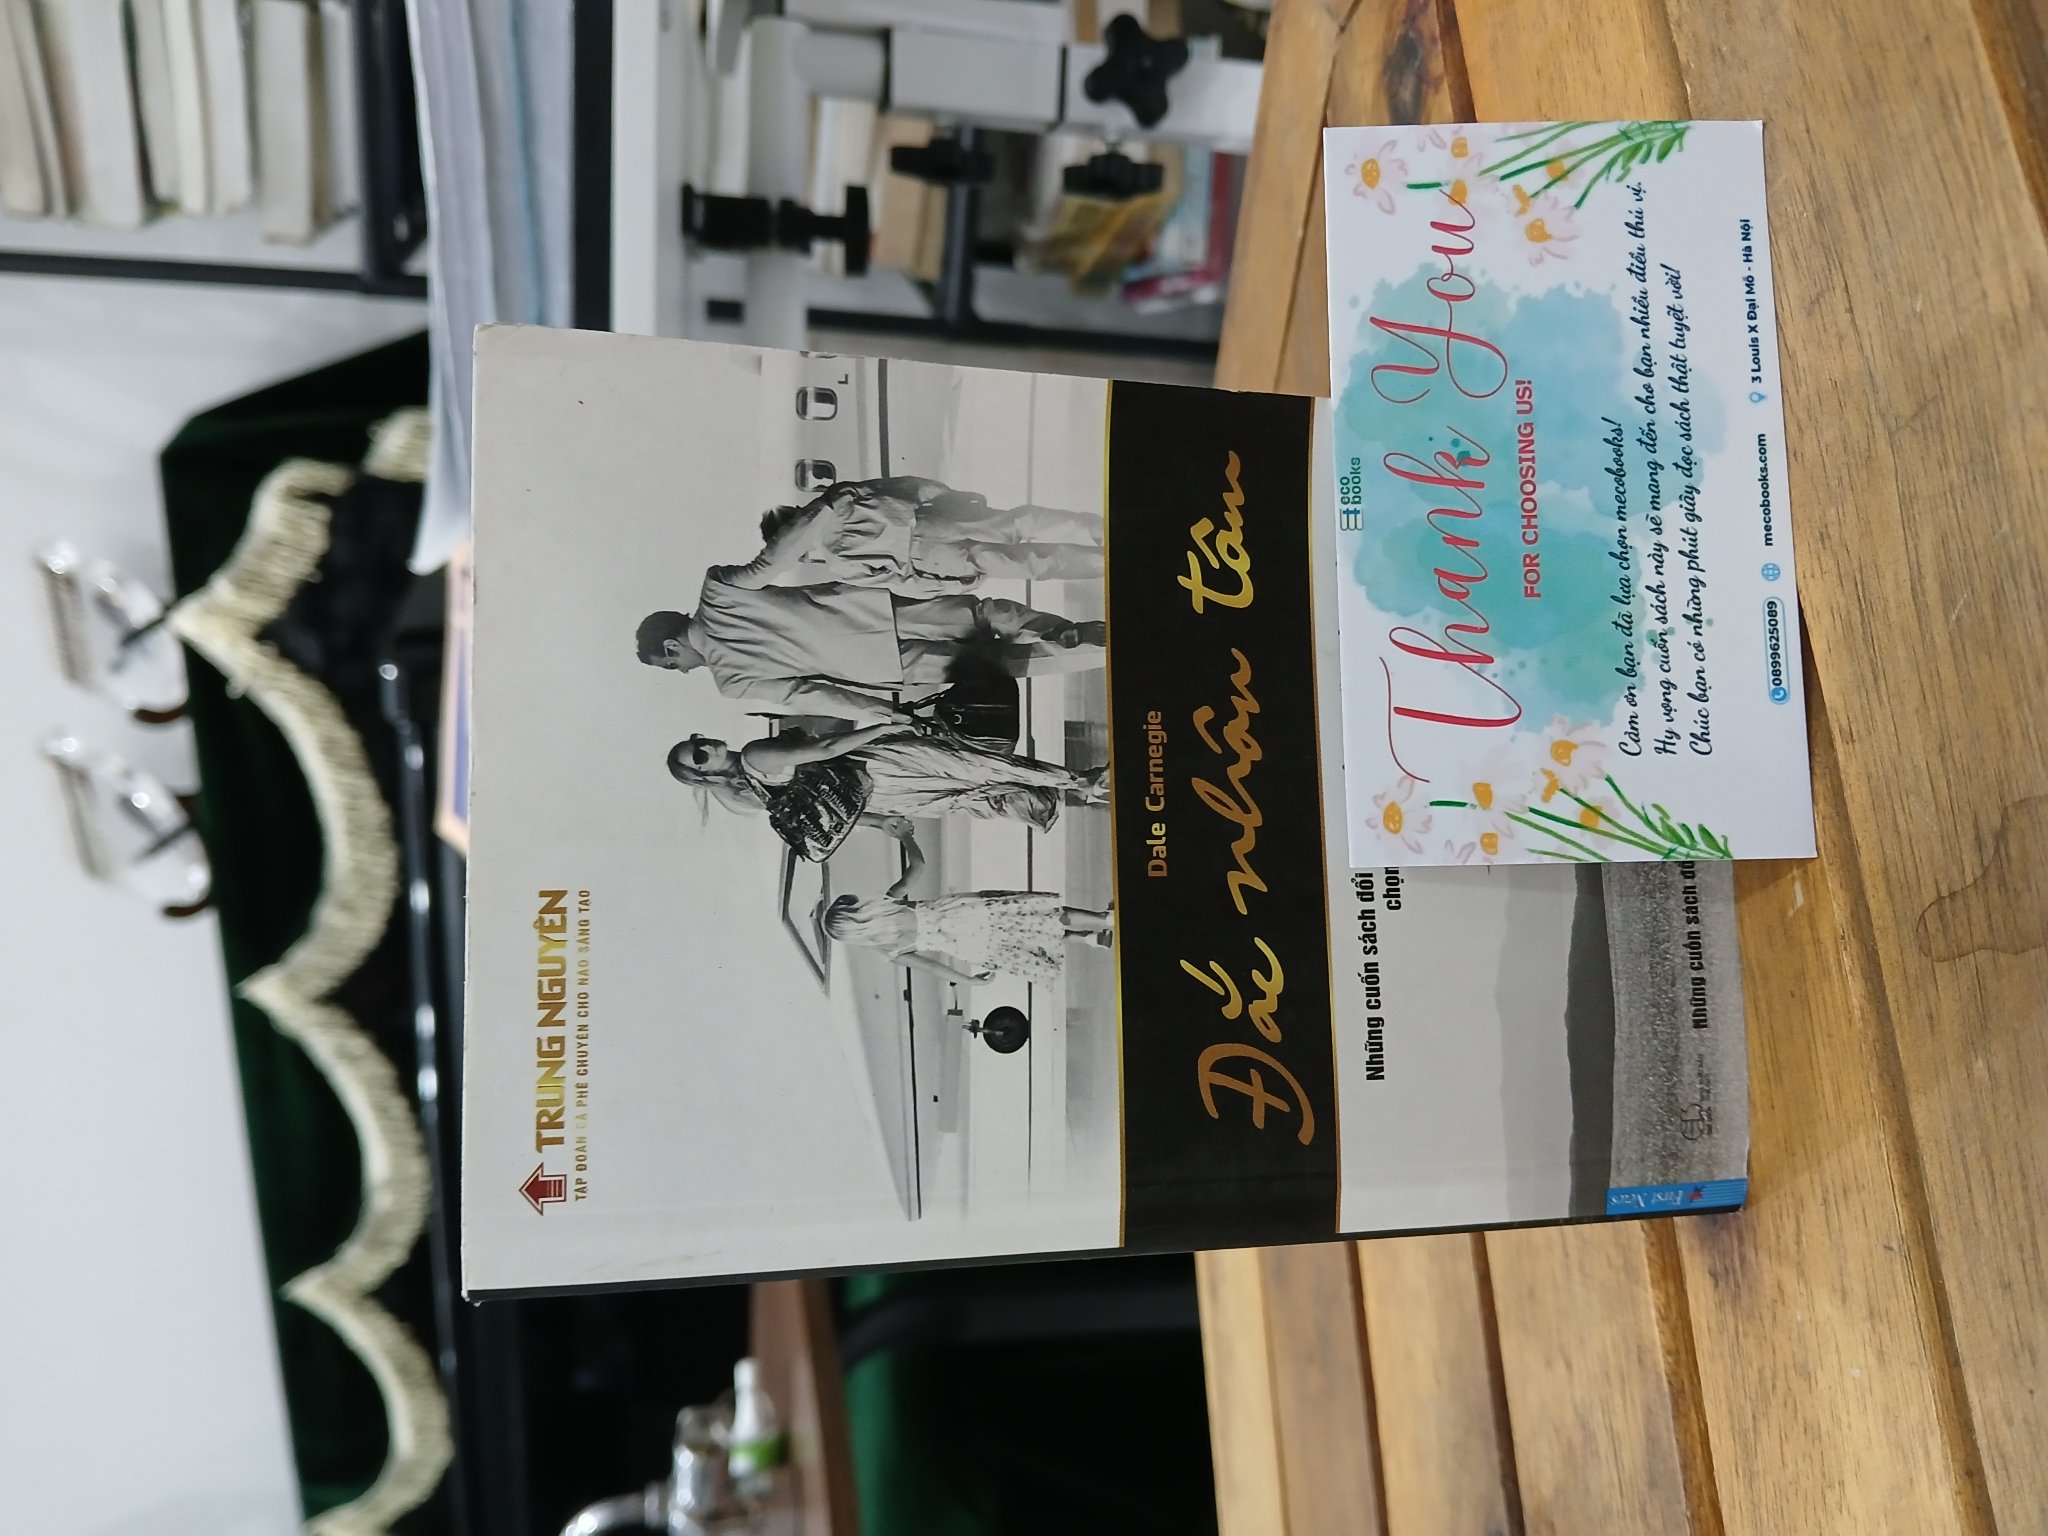 TRUNG NGUYÊN
TẬP ĐOÀN CÀ PHÊ CHUYÊN CHO NÃO SÁNG TẠO
Dale Carnegie
Đắc nhân tâm
Những cuốn sách đổi
chọn
Những cuốn sách đổ
First News
eco
books
Thank You
FOR CHOOSING US!
Cảm ơn bạn đã lựa chọn mecobooks!
Hy vọng cuốn sách này sẽ mang đến cho bạn nhiều điều thú vị.
Chúc bạn có những phút giây đọc sách thật tuyệt vời!
0899625089 mecobooks.com 3 Louis X Đại Mỗ - Hà Nội